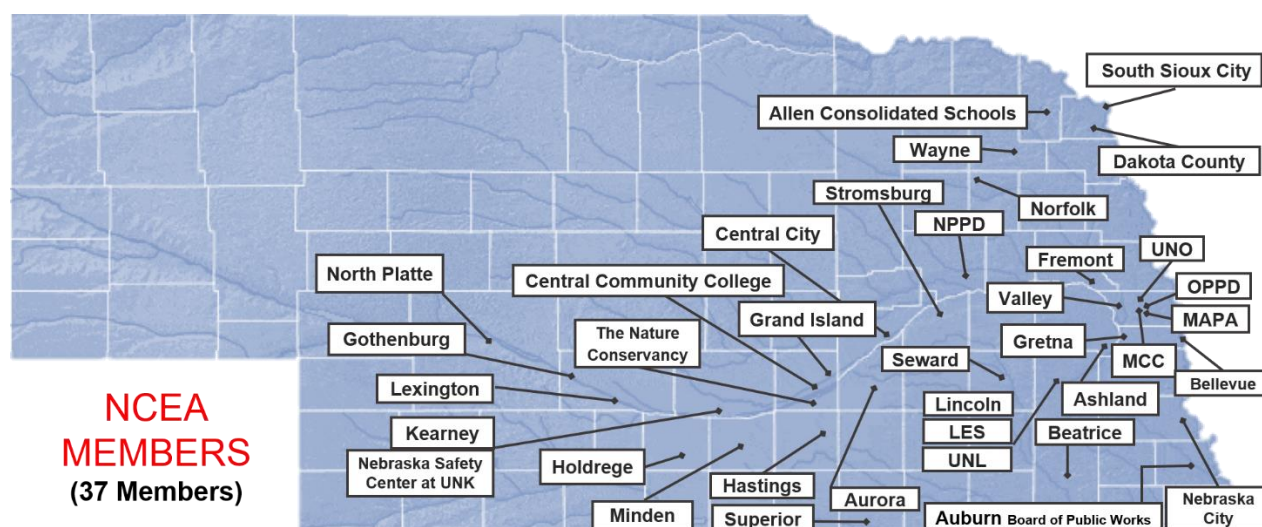 South Sioux City
Allen Consolidated Schools
Wayne
Dakota County
Stromsburg
Norfolk
NPPD
Central City
UNO
Fremont
North Platte
Central Community College
OPPD
Valley
MAPA
Grand Island
Gothenburg
The Nature
Conservancy
Gretna
MCC
Seward
Bellevue
Lexington
Ashland
Lincoln
NCEA
MEMBERS
(37 Members)
Kearney
LES
Beatrice
UNL
Nebraska Safety
Center at UNK
Holdrege
Hastings
Aurora
Minden
Superior
Auburn Board of Public Works
Nebraska
City